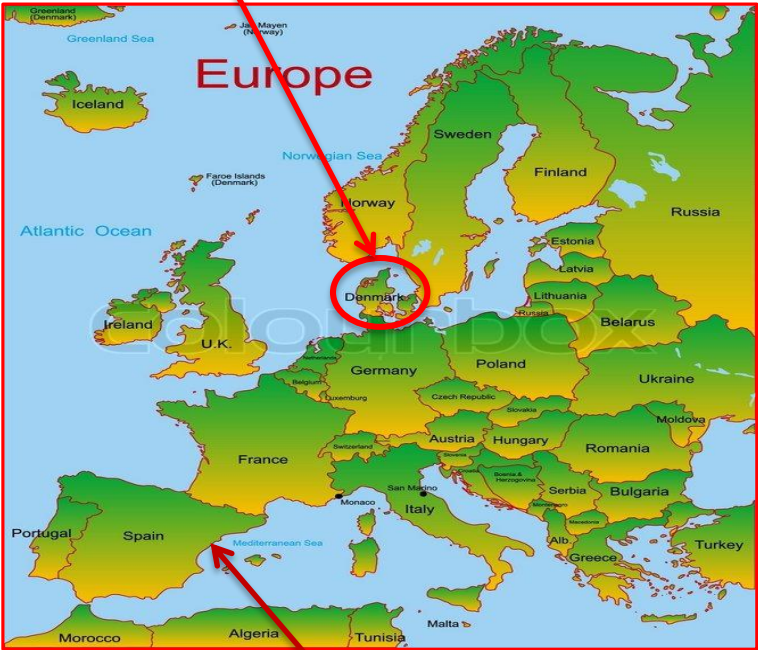 Greenland
(Denmark)
Jan Mayen
(Norway)
Greenland Sea
Europe
Iceland
Sweden
Norwegian Sea
Finland
Faroe Islands
(Denmark)
Norway
Russia
Atlantic Ocean
Estonia
Latvia
Denmark
Lithuania
Russia
Ireland
Belarus
colourbox
U.K.
Netherlands
Germany
Poland
Belgium
Ukraine
Luxemburg
Czech Republic
Slovakia
Moldova
Austria
Hungary
Switzerland
Romania
France
Slovenia
Croatia
Bosnia &
Herzegovina
San Marino
Serbia
Bulgaria
Monaco
Italy
Montenegro
Macedonia
Portugal
Spain
Mediterranean Sea
Alb.
Turkey
Greece
Malta
Morocco
Algeria
Tunisia